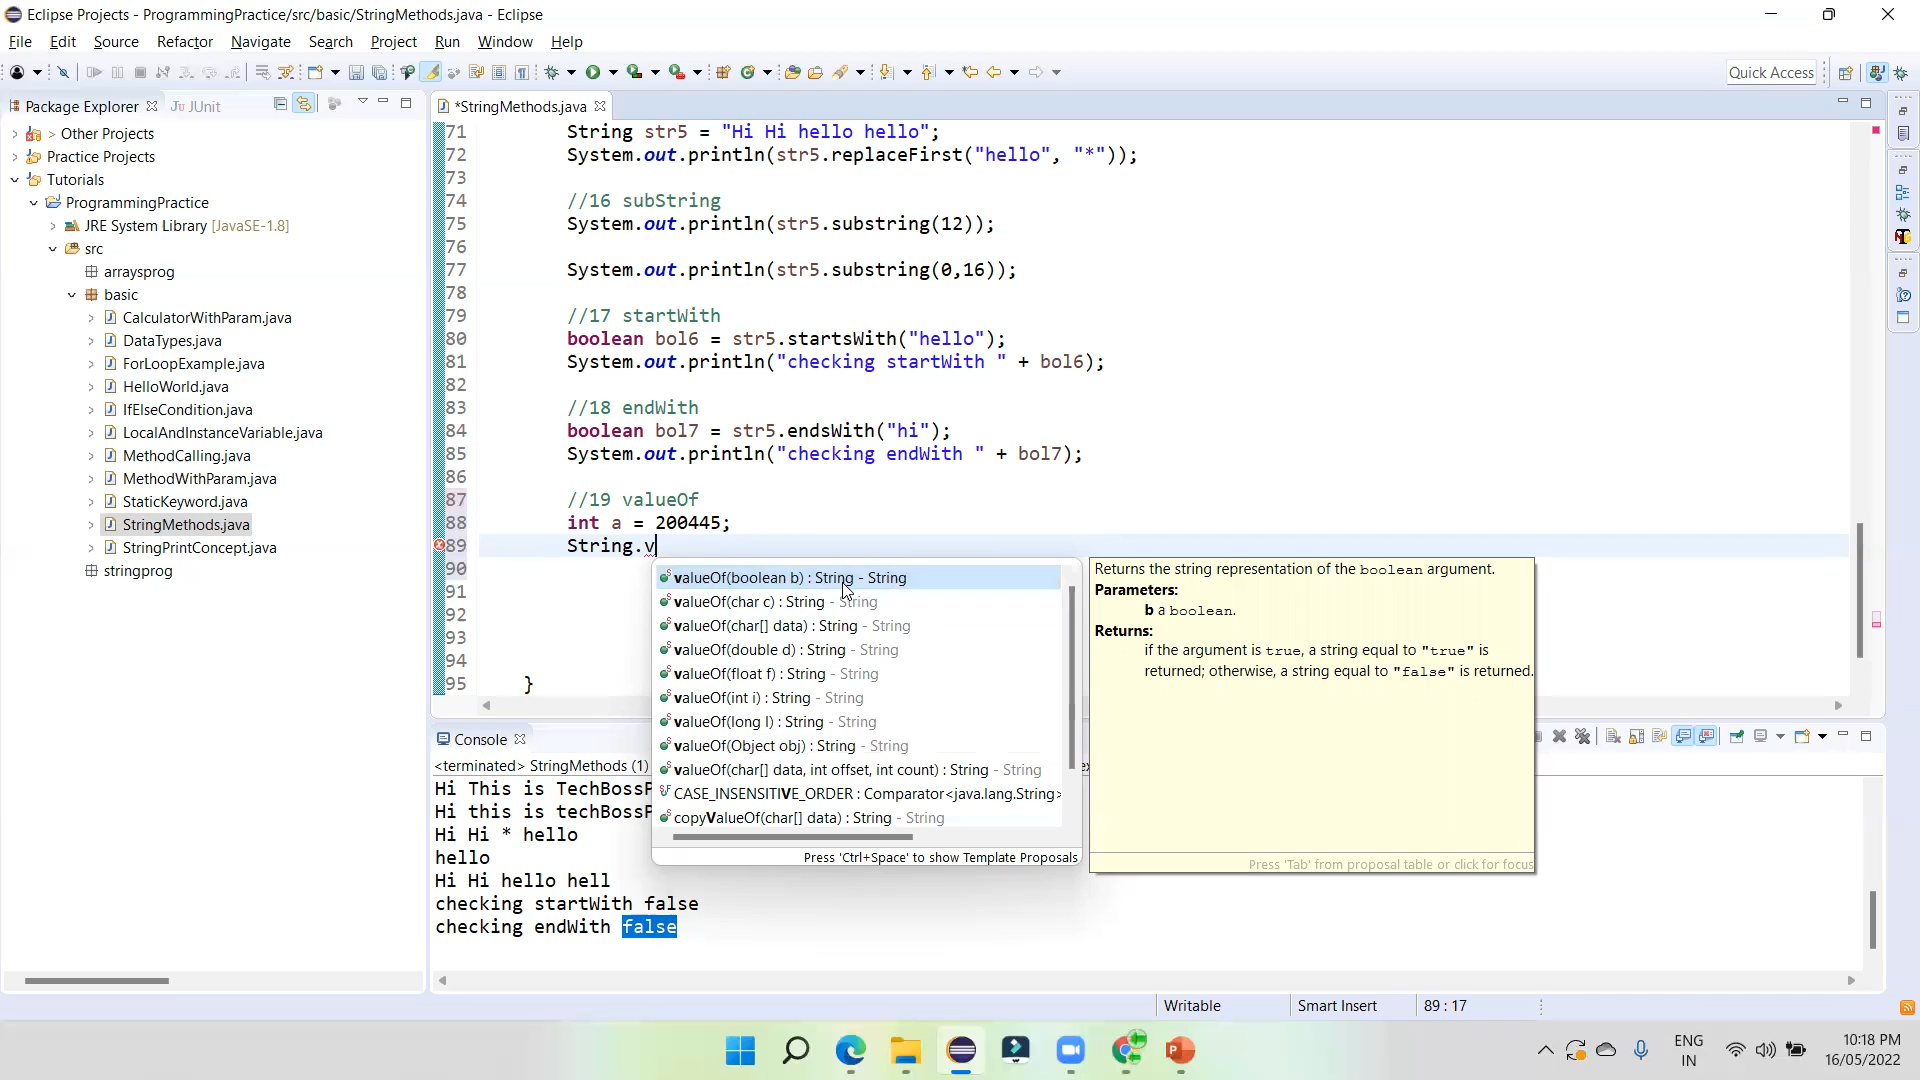 Eclipse Projects - ProgrammingPractice/src/basic/StringMethods.java - Eclipse
File Edit Source Refactor Navigate Search Project Run Window Help
Quick Access
Package Explorer
JUnit
> Other Projects
Practice Projects
Tutorials
ProgrammingPractice
JRE System Library [JavaSE-1.8]
src
arraysprog
basic
CalculatorWithParam.java
DataTypes.java
ForLoopExample.java
HelloWorld.java
IfElseCondition.java
LocalAndInstanceVariable.java
MethodCalling.java
MethodWithParam.java
StaticKeyword.java
StringMethods.java
StringPrintConcept.java
stringprog
*StringMethods.java
71 String str5 = "Hi Hi hello hello";
72 System.out.println(str5.replaceFirst("hello", "*"));
73
74 //16 subString
75 System.out.println(str5.substring(12));
76
77 System.out.println(str5.substring(0,16));
78
79 //17 startWith
80 boolean bol6 = str5.startsWith("hello");
81 System.out.println("checking startWith " + bol6);
82
83 //18 endWith
84 boolean bol7 = str5.endsWith("hi");
85 System.out.println("checking endWith " + bol7);
86
87 //19 valueOf
88 int a = 200445;
89 String.v
90
91
92
93
94
95 }
valueOf(boolean b) : String - String
valueOf(char c) : String - String
valueOf(char[] data) : String - String
valueOf(double d) : String - String
valueOf(float f) : String - String
valueOf(int i) : String - String
valueOf(long l) : String - String
valueOf(Object obj) : String - String
valueOf(char[] data, int offset, int count) : String - String
CASE_INSENSITIVE_ORDER : Comparator<java.lang.String>
copyValueOf(char[] data) : String - String
Press 'Ctrl+Space' to show Template Proposals
Returns the string representation of the boolean argument.
Parameters:
b a boolean.
Returns:
if the argument is true, a string equal to "true" is
returned; otherwise, a string equal to "false" is returned.
Press 'Tab' from proposal table or click for focus
Console
<terminated> StringMethods (1)
Hi This is TechBossP
Hi this is techBossP
Hi Hi * hello
hello
Hi Hi hello hell
checking startWith false
checking endWith false
Writable
Smart Insert
89 : 17
ENG
IN
10:18 PM
16/05/2022